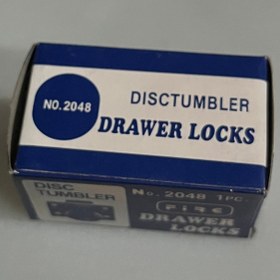 NO.2048
DISCTUMBLER
DRAWER LOCKS
DISC
TUMBLER
No. 2048 1PC.
DRAWER
LOCKS